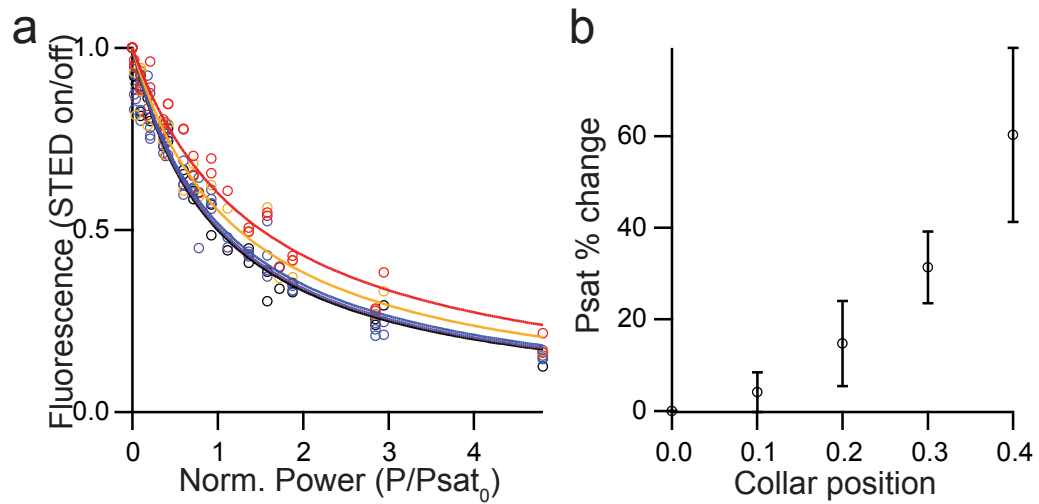 a
Fluorescence (STED on/off)
1.0
0.5
0.0
0 1 2 3 4
Norm. Power (P/Psat₀)
b
Psat % change
60
40
20
0
0.0 0.1 0.2 0.3 0.4
Collar position